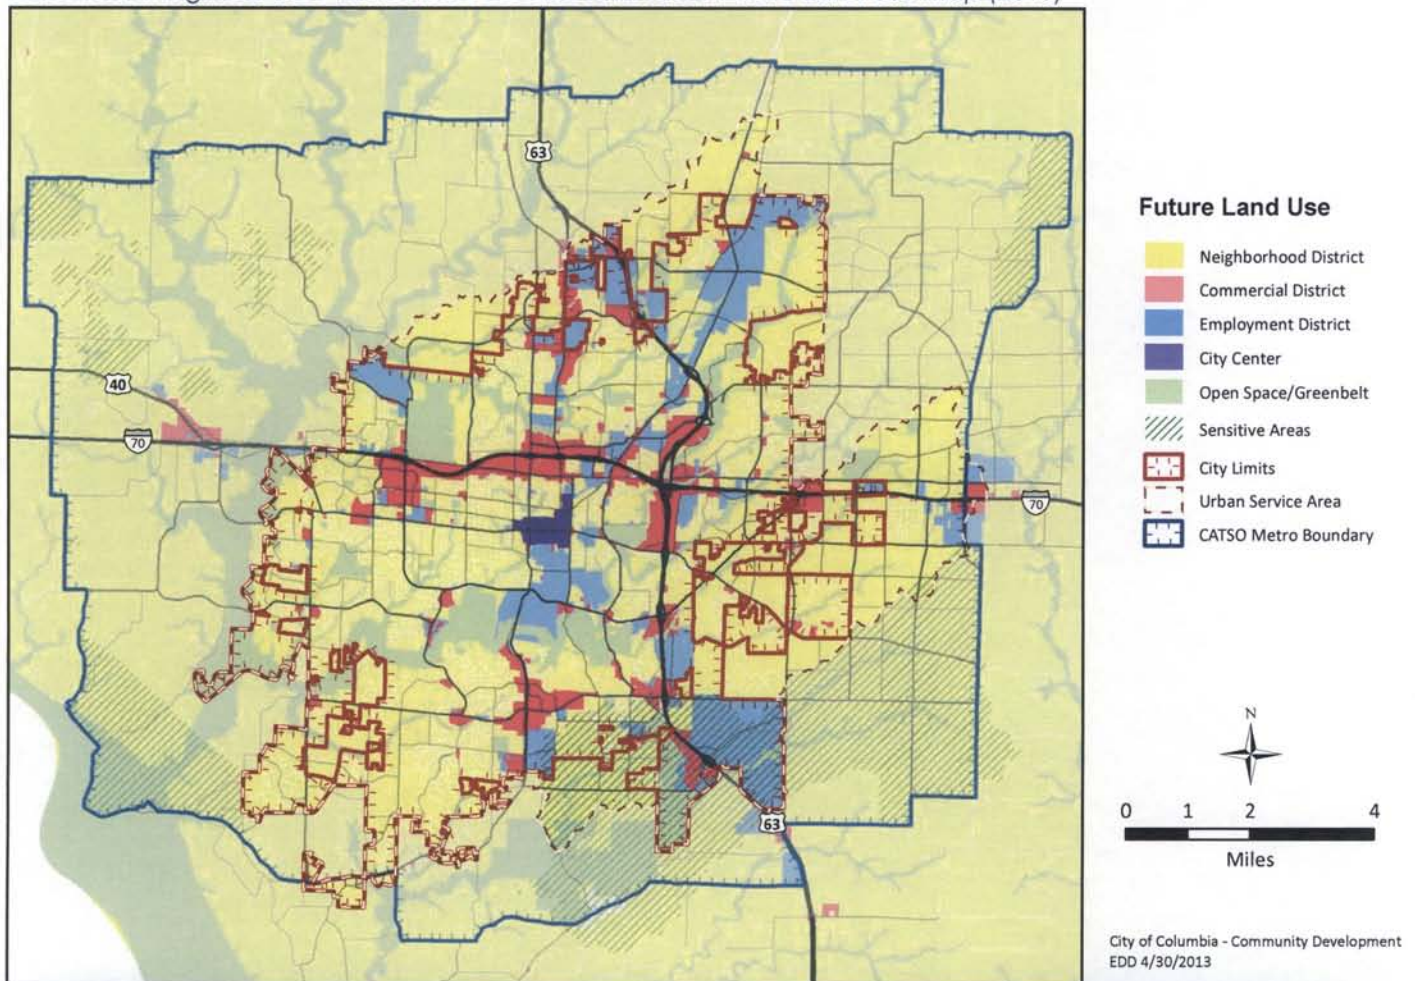 63
40
70
70
63
Future Land Use
Neighborhood District
Commercial District
Employment District
City Center
Open Space/Greenbelt
Sensitive Areas
City Limits
Urban Service Area
CATSO Metro Boundary
N
0 1 2 4
Miles
City of Columbia - Community Development
EDD 4/30/2013